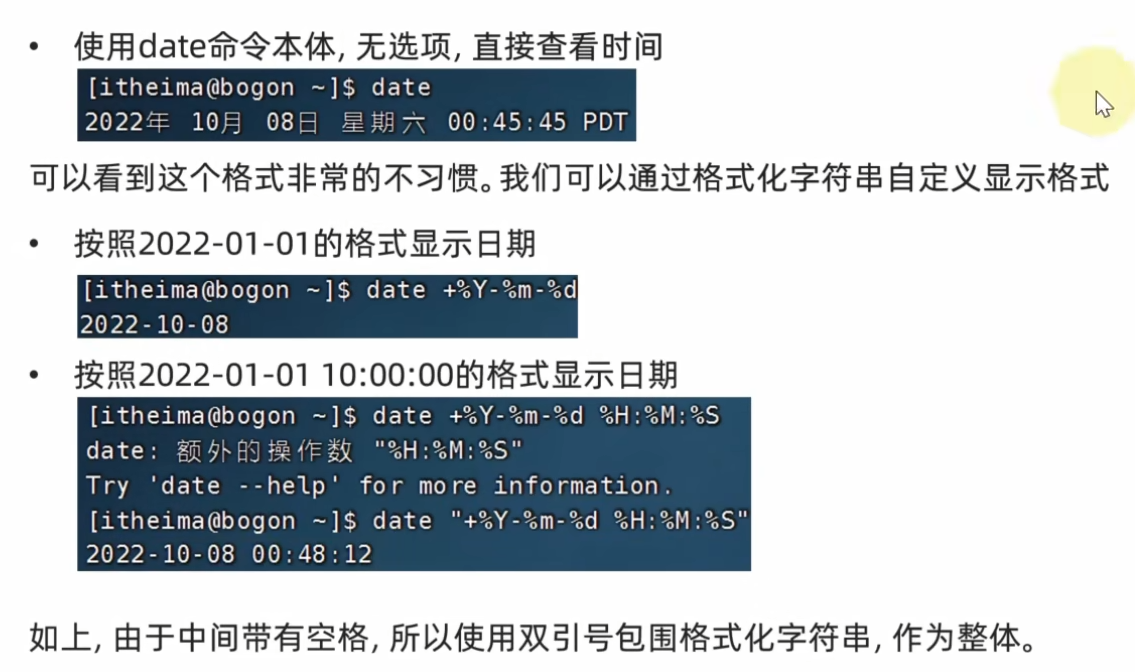 • 使用date命令本体, 无选项, 直接查看时间
[itheima@bogon ~]$ date
2022年 10月 08日 星期六 00:45:45 PDT
可以看到这个格式非常的不习惯。我们可以通过格式化字符串自定义显示格式
• 按照2022-01-01的格式显示日期
[itheima@bogon ~]$ date +%Y-%m-%d
2022-10-08
• 按照2022-01-01 10:00:00的格式显示日期
[itheima@bogon ~]$ date +%Y-%m-%d %H:%M:%S
date: 额外的操作数 "%H:%M:%S"
Try 'date --help' for more information.
[itheima@bogon ~]$ date "+%Y-%m-%d %H:%M:%S"
2022-10-08 00:48:12
如上, 由于中间带有空格, 所以使用双引号包围格式化字符串, 作为整体。